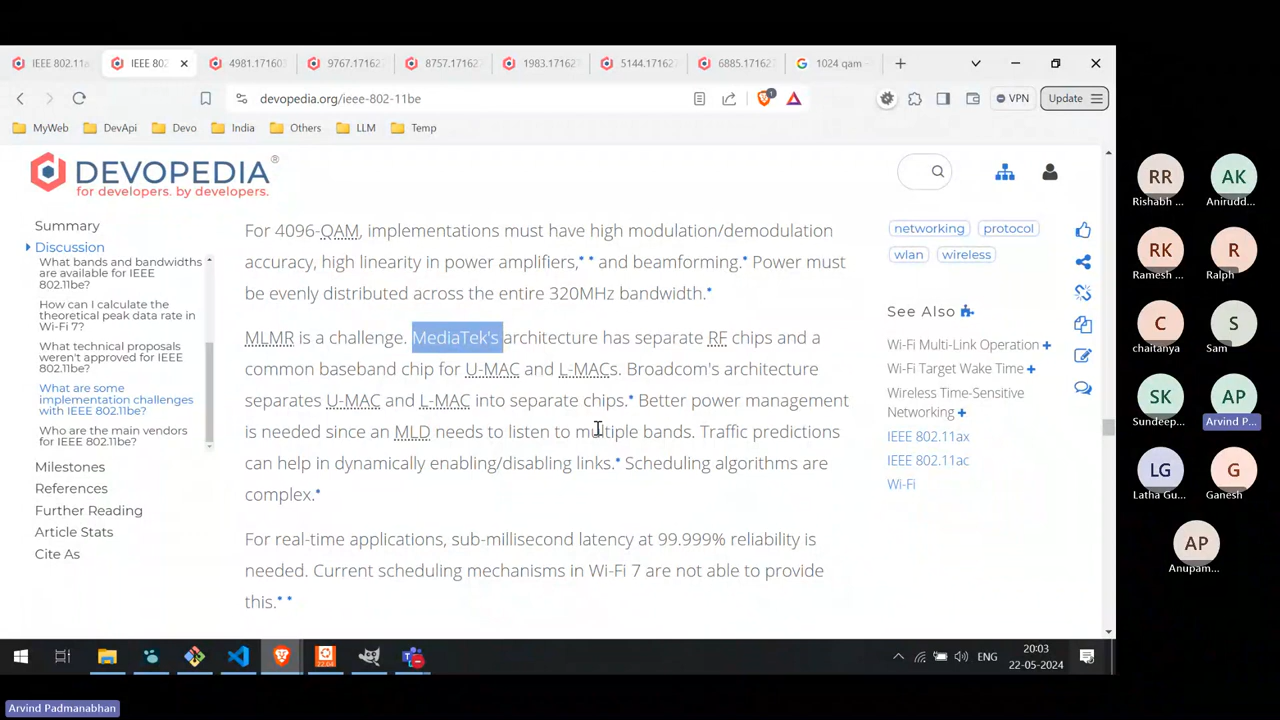 IEEE 802.11a
IEEE 802
4981.171603
9767.17162
8757.17162
1983.17162
5144.17162
6885.17162
1024 qam -
devopedia.org/ieee-802-11be
1
VPN
Update
MyWeb
DevApi
Devo
India
Others
LLM
Temp
DEVOPEDIA®
for developers. by developers.
Summary
Discussion
What bands and bandwidths
are available for IEEE
802.11be?
How can I calculate the
theoretical peak data rate in
Wi-Fi 7?
What technical proposals
weren't approved for IEEE
802.11be?
What are some
implementation challenges
with IEEE 802.11be?
Who are the main vendors
for IEEE 802.11be?
Milestones
References
Further Reading
Article Stats
Cite As
For 4096-QAM, implementations must have high modulation/demodulation
accuracy, high linearity in power amplifiers,* * and beamforming.* Power must
be evenly distributed across the entire 320MHz bandwidth.*
MLMR is a challenge. MediaTek's architecture has separate RF chips and a
common baseband chip for U-MAC and L-MACs. Broadcom's architecture
separates U-MAC and L-MAC into separate chips.* Better power management
is needed since an MLD needs to listen to multiple bands. Traffic predictions
can help in dynamically enabling/disabling links.* Scheduling algorithms are
complex.*
For real-time applications, sub-millisecond latency at 99.999% reliability is
needed. Current scheduling mechanisms in Wi-Fi 7 are not able to provide
this.* *
networking
protocol
wlan
wireless
See Also
Wi-Fi Multi-Link Operation +
Wi-Fi Target Wake Time +
Wireless Time-Sensitive
Networking +
IEEE 802.11ax
IEEE 802.11ac
Wi-Fi
22.04
ENG
20:03
22-05-2024
RR
Rishabh ...
AK
Anirudd...
RK
Ramesh ...
R
Ralph
C
chaitanya
S
Sam
SK
Sundeep...
AP
Arvind P...
LG
Latha Gu...
G
Ganesh
AP
Anupam...
Arvind Padmanabhan